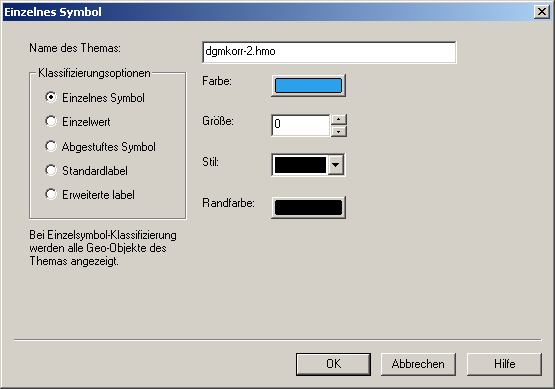 Einzelnes Symbol
Name des Themas:
dgmkorr-2.hmo
Klassifizierungsoptionen
Einzelnes Symbol
Einzelwert
Abgestuftes Symbol
Standardlabel
Erweiterte label
Farbe:
Größe:
0
Stil:
Randfarbe:
Bei Einzelsymbol-Klassifizierung
werden alle Geo-Objekte des
Themas angezeigt.
OK
Abbrechen
Hilfe